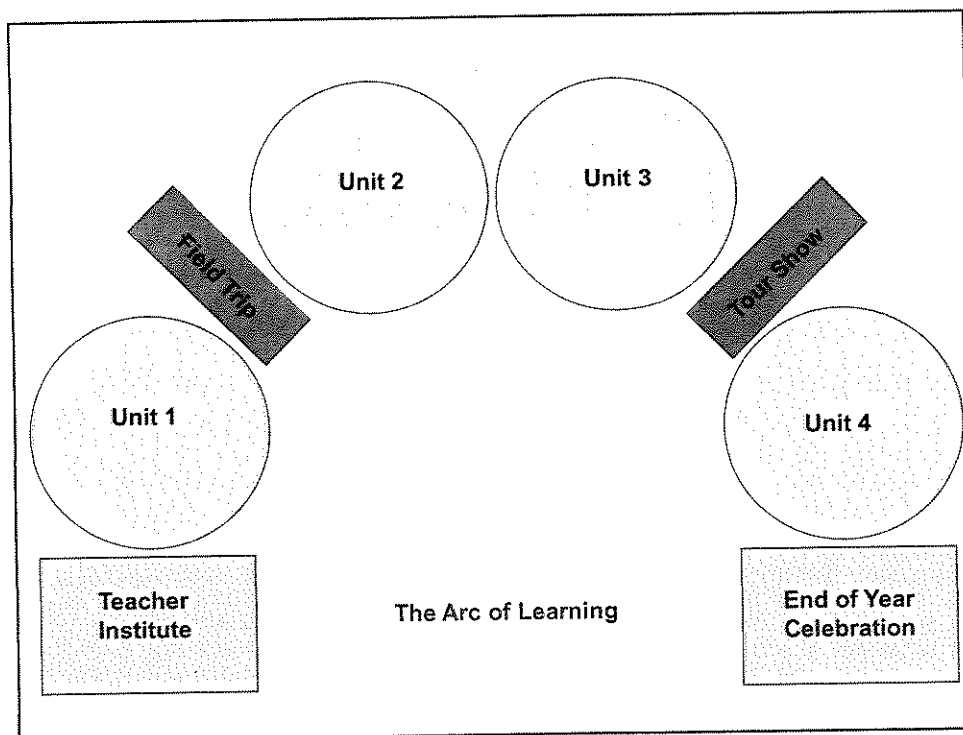 Unit 2
Unit 3
Field Trip
Tour Show
Unit 1
Unit 4
Teacher
Institute
The Arc of Learning
End of Year
Celebration